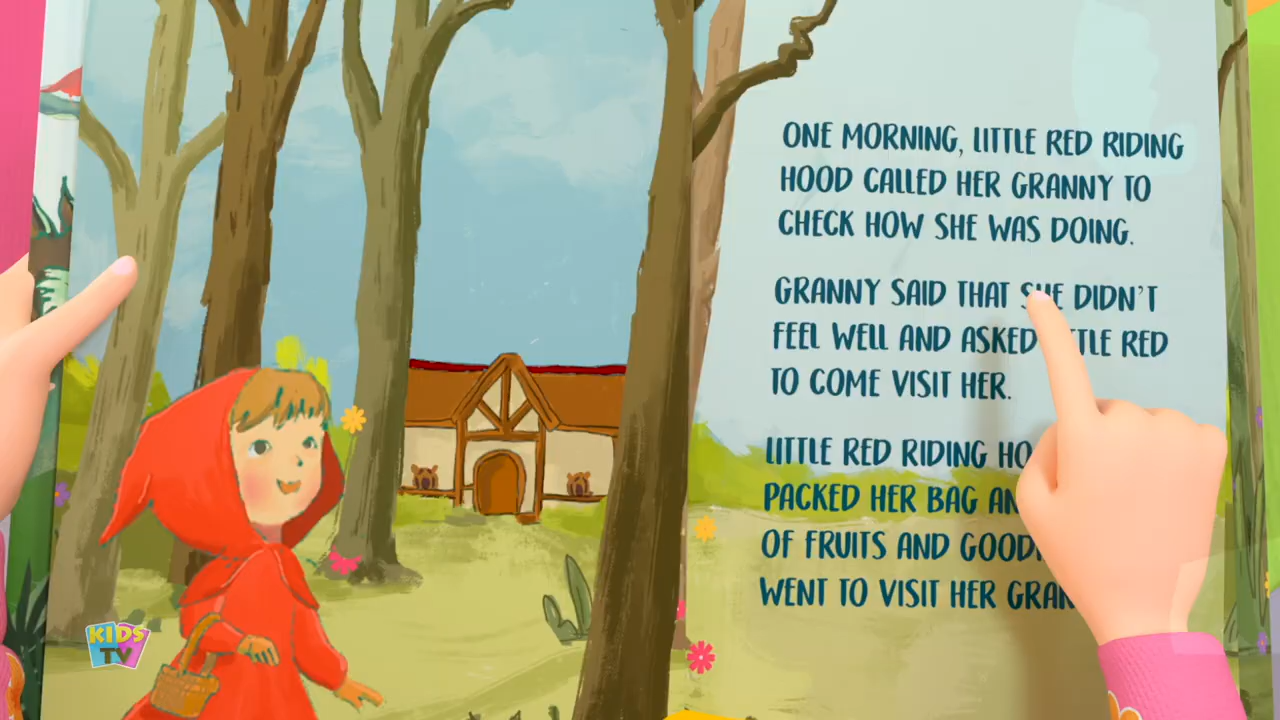 ONE MORNING, LITTLE RED RIDING
HOOD CALLED HER GRANNY TO
CHECK HOW SHE WAS DOING.
GRANNY SAID THAT SHE DIDN'T
FEEL WELL AND ASKED RED
TO COME VISIT HER.
LITTLE RED RIDING
PACKED HER BAG
OF FRUITS AND
WENT TO VISIT HER
KIDS
TV